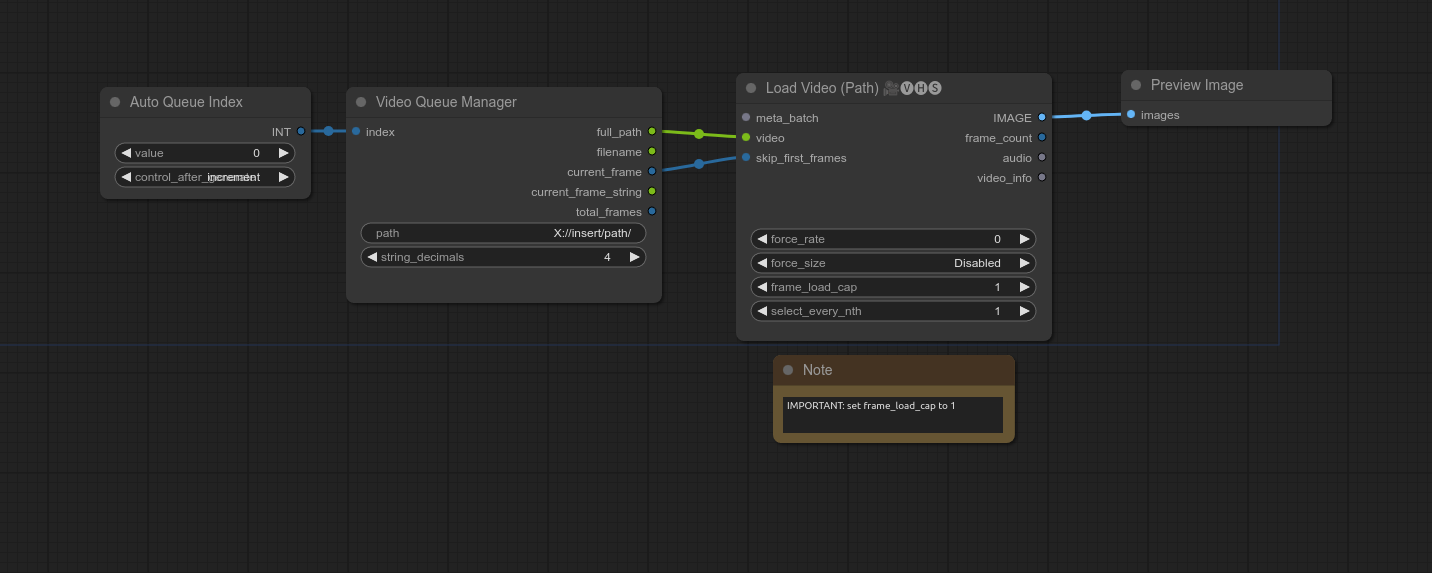 Auto Queue Index
INT
value 0
control_after_generate increment
Video Queue Manager
index full_path
filename
current_frame
current_frame_string
total_frames
path X://insert/path/
string_decimals 4
Load Video (Path) 🎥🅥🅗🅢
meta_batch IMAGE
video frame_count
skip_first_frames audio
video_info
force_rate 0
force_size Disabled
frame_load_cap 1
select_every_nth 1
Preview Image
images
Note
IMPORTANT: set frame_load_cap to 1